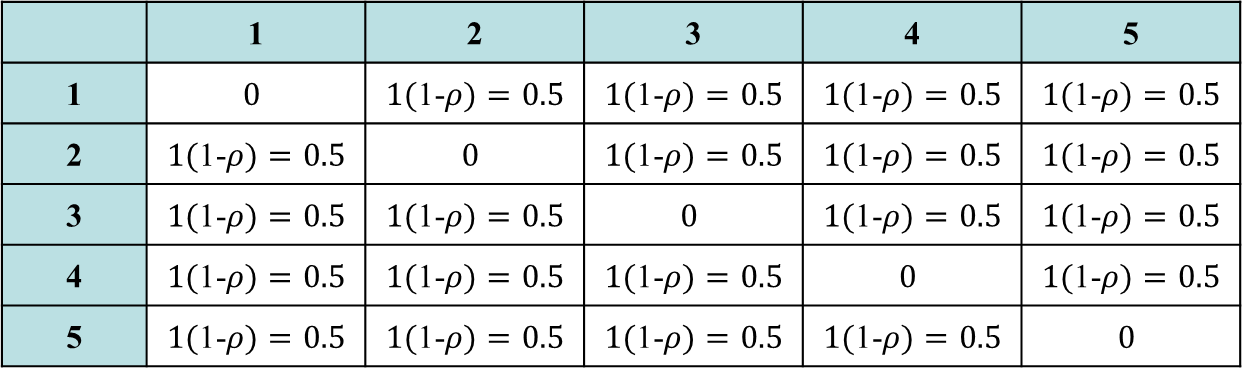 1 2 3 4 5
1 0 1(1-ρ) = 0.5 1(1-ρ) = 0.5 1(1-ρ) = 0.5 1(1-ρ) = 0.5
2 1(1-ρ) = 0.5 0 1(1-ρ) = 0.5 1(1-ρ) = 0.5 1(1-ρ) = 0.5
3 1(1-ρ) = 0.5 1(1-ρ) = 0.5 0 1(1-ρ) = 0.5 1(1-ρ) = 0.5
4 1(1-ρ) = 0.5 1(1-ρ) = 0.5 1(1-ρ) = 0.5 0 1(1-ρ) = 0.5
5 1(1-ρ) = 0.5 1(1-ρ) = 0.5 1(1-ρ) = 0.5 1(1-ρ) = 0.5 0